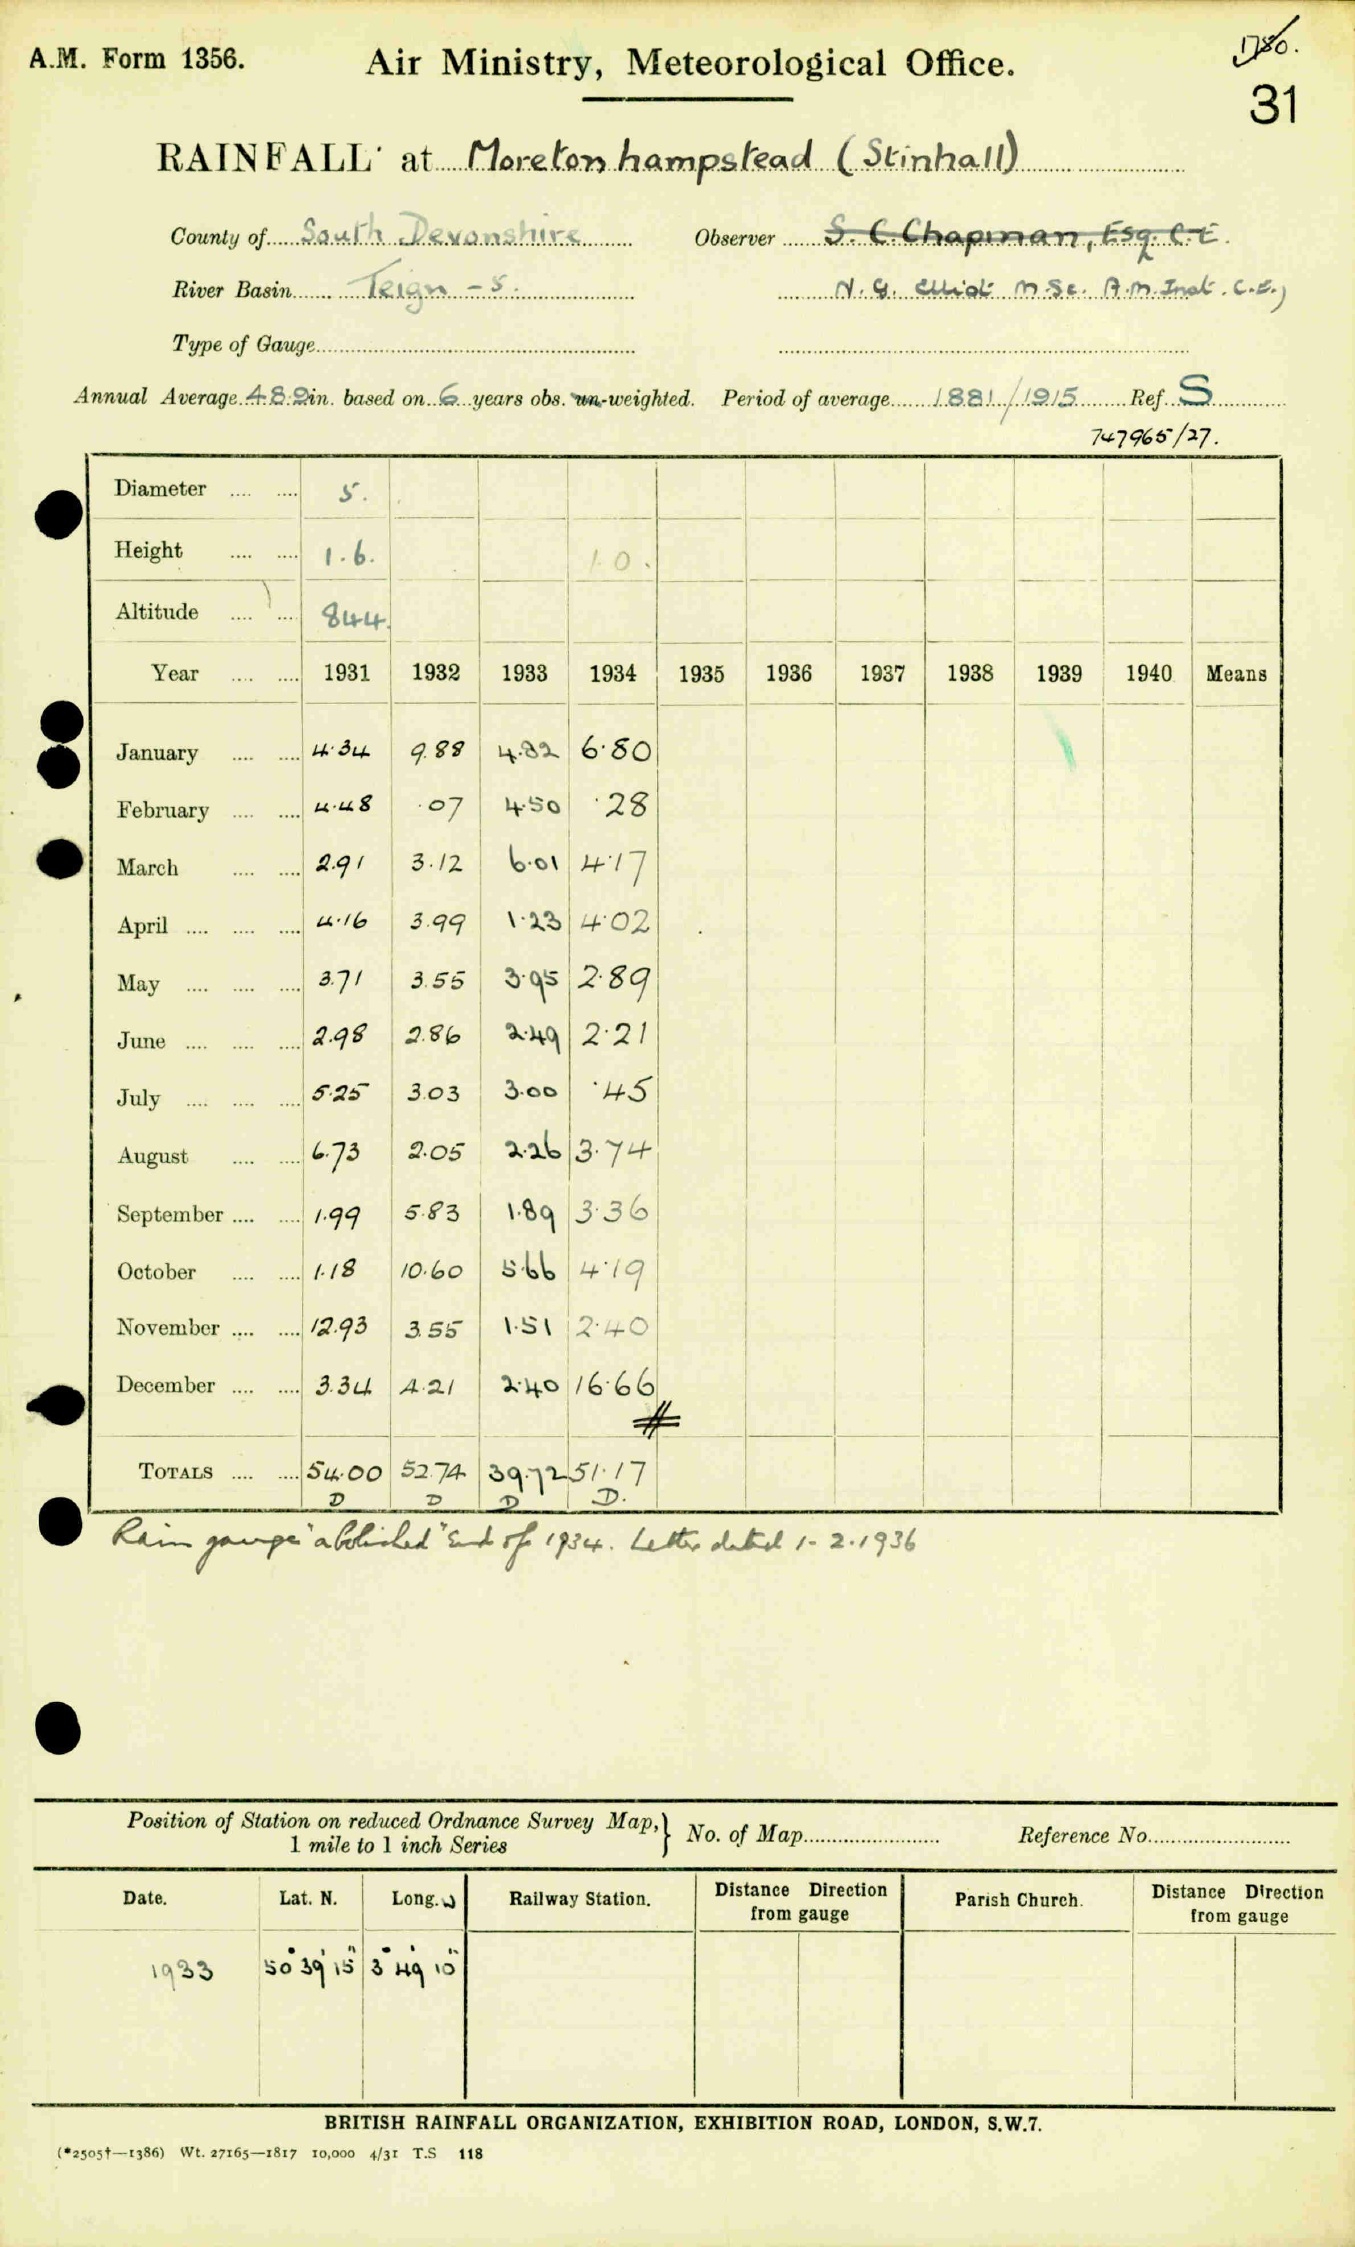 1780.
A.M. Form 1356. Air Ministry, Meteorological Office.
31
RAINFALL at Moretonhampstead (Stinhall)
County of South Devonshire Observer S. C. Chapman, Esq. C.E.
River Basin Teign - S. N. G. Elliot M.Sc. A.M. Inst. C.E.)
Type of Gauge
Annual Average 48.9 in. based on 6 years obs. un-weighted. Period of average 1881/1915 Ref. S
747965/27.
Diameter 5.
Height 1.6. 1 0.
Altitude 844.
Year 1931 1932 1933 1934 1935 1936 1937 1938 1939 1940 Means
January 4.34 9.88 4.82 6.80
February 4.48 .07 4.50 .28
March 2.91 3.12 6.01 4.17
April 4.16 3.99 1.23 4.02
May 3.71 3.55 3.95 2.89
June 2.98 2.86 2.49 2.21
July 5.25 3.03 3.00 .45
August 6.73 2.05 2.26 3.74
September 1.99 5.83 1.89 3.36
October 1.18 10.60 5.66 4.19
November 12.93 3.55 1.51 2.40
December 3.34 4.21 2.40 16.66
TOTALS 54.00 52.74 39.72 51.17
D D D D.
Rain gauge "abolished" End of 1934. Letter dated 1-2.1936
Position of Station on reduced Ordnance Survey Map, } No. of Map Reference No.
1 mile to 1 inch Series
Date. Lat. N. Long. W Railway Station. Distance Direction from gauge Parish Church. Distance Direction from gauge
1933 50° 39' 15" 3° 49' 10"
BRITISH RAINFALL ORGANIZATION, EXHIBITION ROAD, LONDON, S.W.7.
(*2505†—1386) Wt. 27165—1817 10,000 4/31 T.S 118